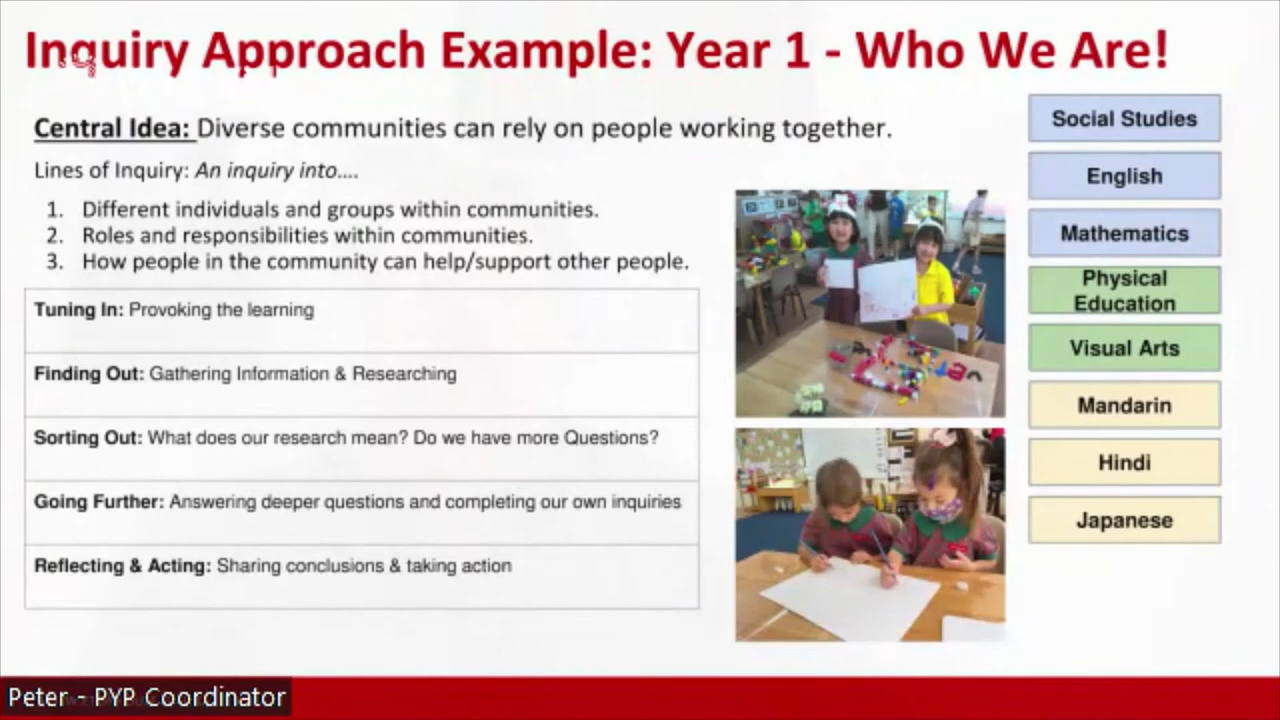 Inquiry Approach Example: Year 1 - Who We Are!
Central Idea: Diverse communities can rely on people working together.
Lines of Inquiry: An inquiry into....
1. Different individuals and groups within communities.
2. Roles and responsibilities within communities.
3. How people in the community can help/support other people.
Tuning In: Provoking the learning
Finding Out: Gathering Information & Researching
Sorting Out: What does our research mean? Do we have more Questions?
Going Further: Answering deeper questions and completing our own inquiries
Reflecting & Acting: Sharing conclusions & taking action
Social Studies
English
Mathematics
Physical
Education
Visual Arts
Mandarin
Hindi
Japanese
Peter - PYP Coordinator